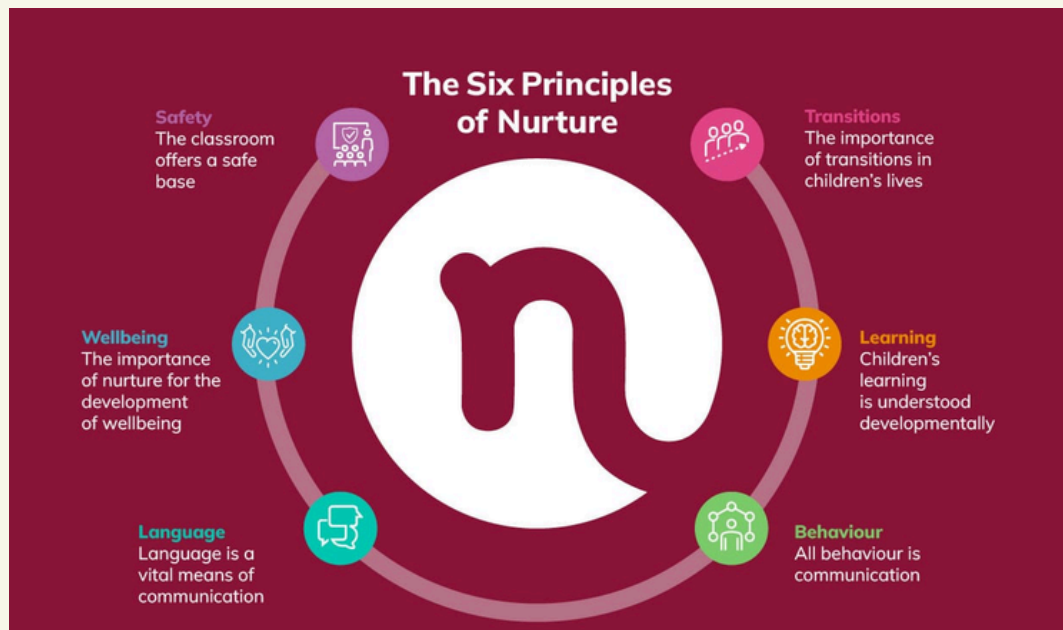 The Six Principles
of Nurture
Safety
The classroom
offers a safe
base
Transitions
The importance
of transitions in
children's lives
Wellbeing
The importance
of nurture for the
development
of wellbeing
n
Learning
Children's
learning
is understood
developmentally
Language
Language is a
vital means of
communication
Behaviour
All behaviour is
communication